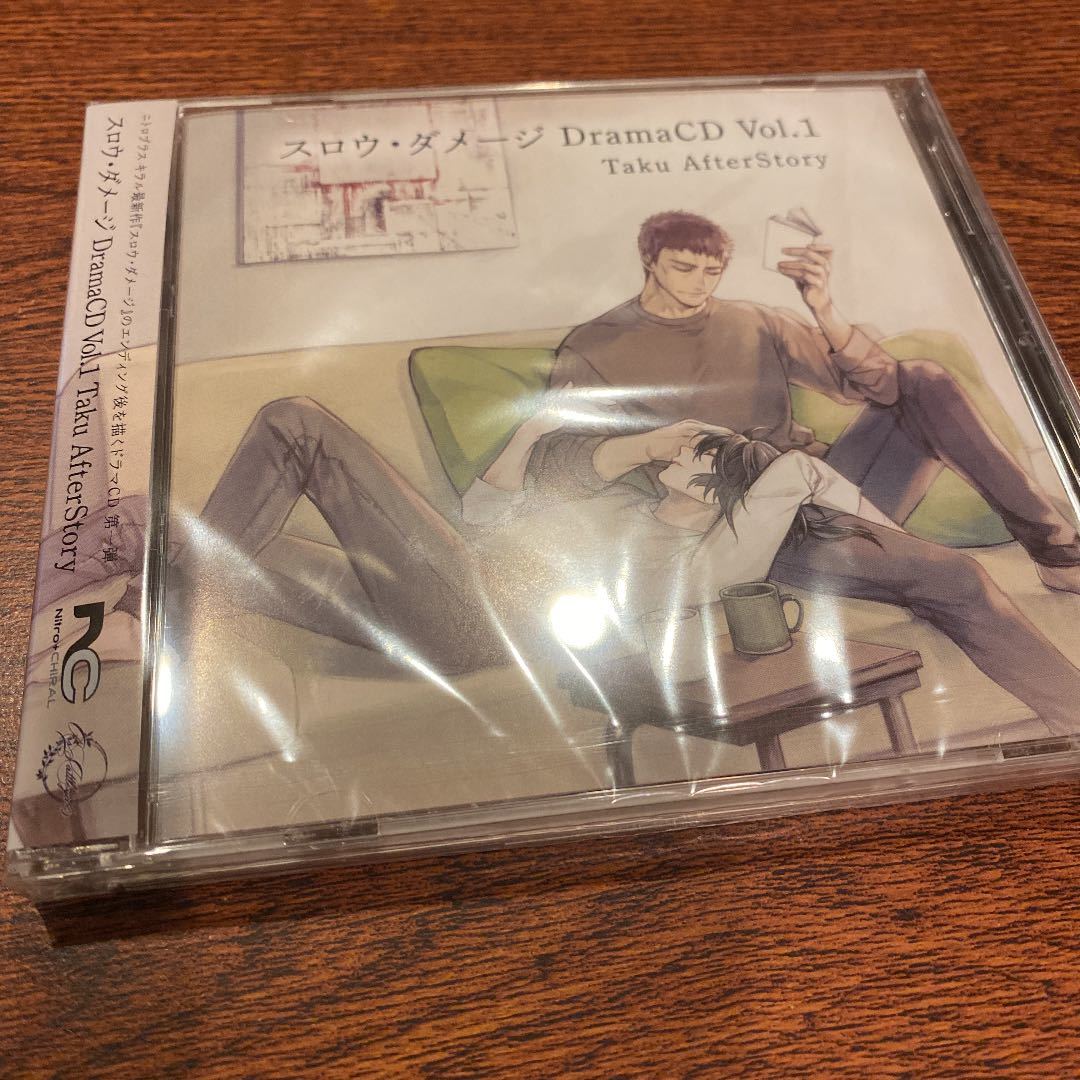 スロウ・ダメージ DramaCD Vol.1
Taku AfterStory
ニトロプラス キラル最新作『スロウ・ダメージ』のエンディング後を描くドラマCD 第一弾
スロウ・ダメージ DramaCD Vol.1 Taku AfterStory
NC
Nitro+CHiRAL